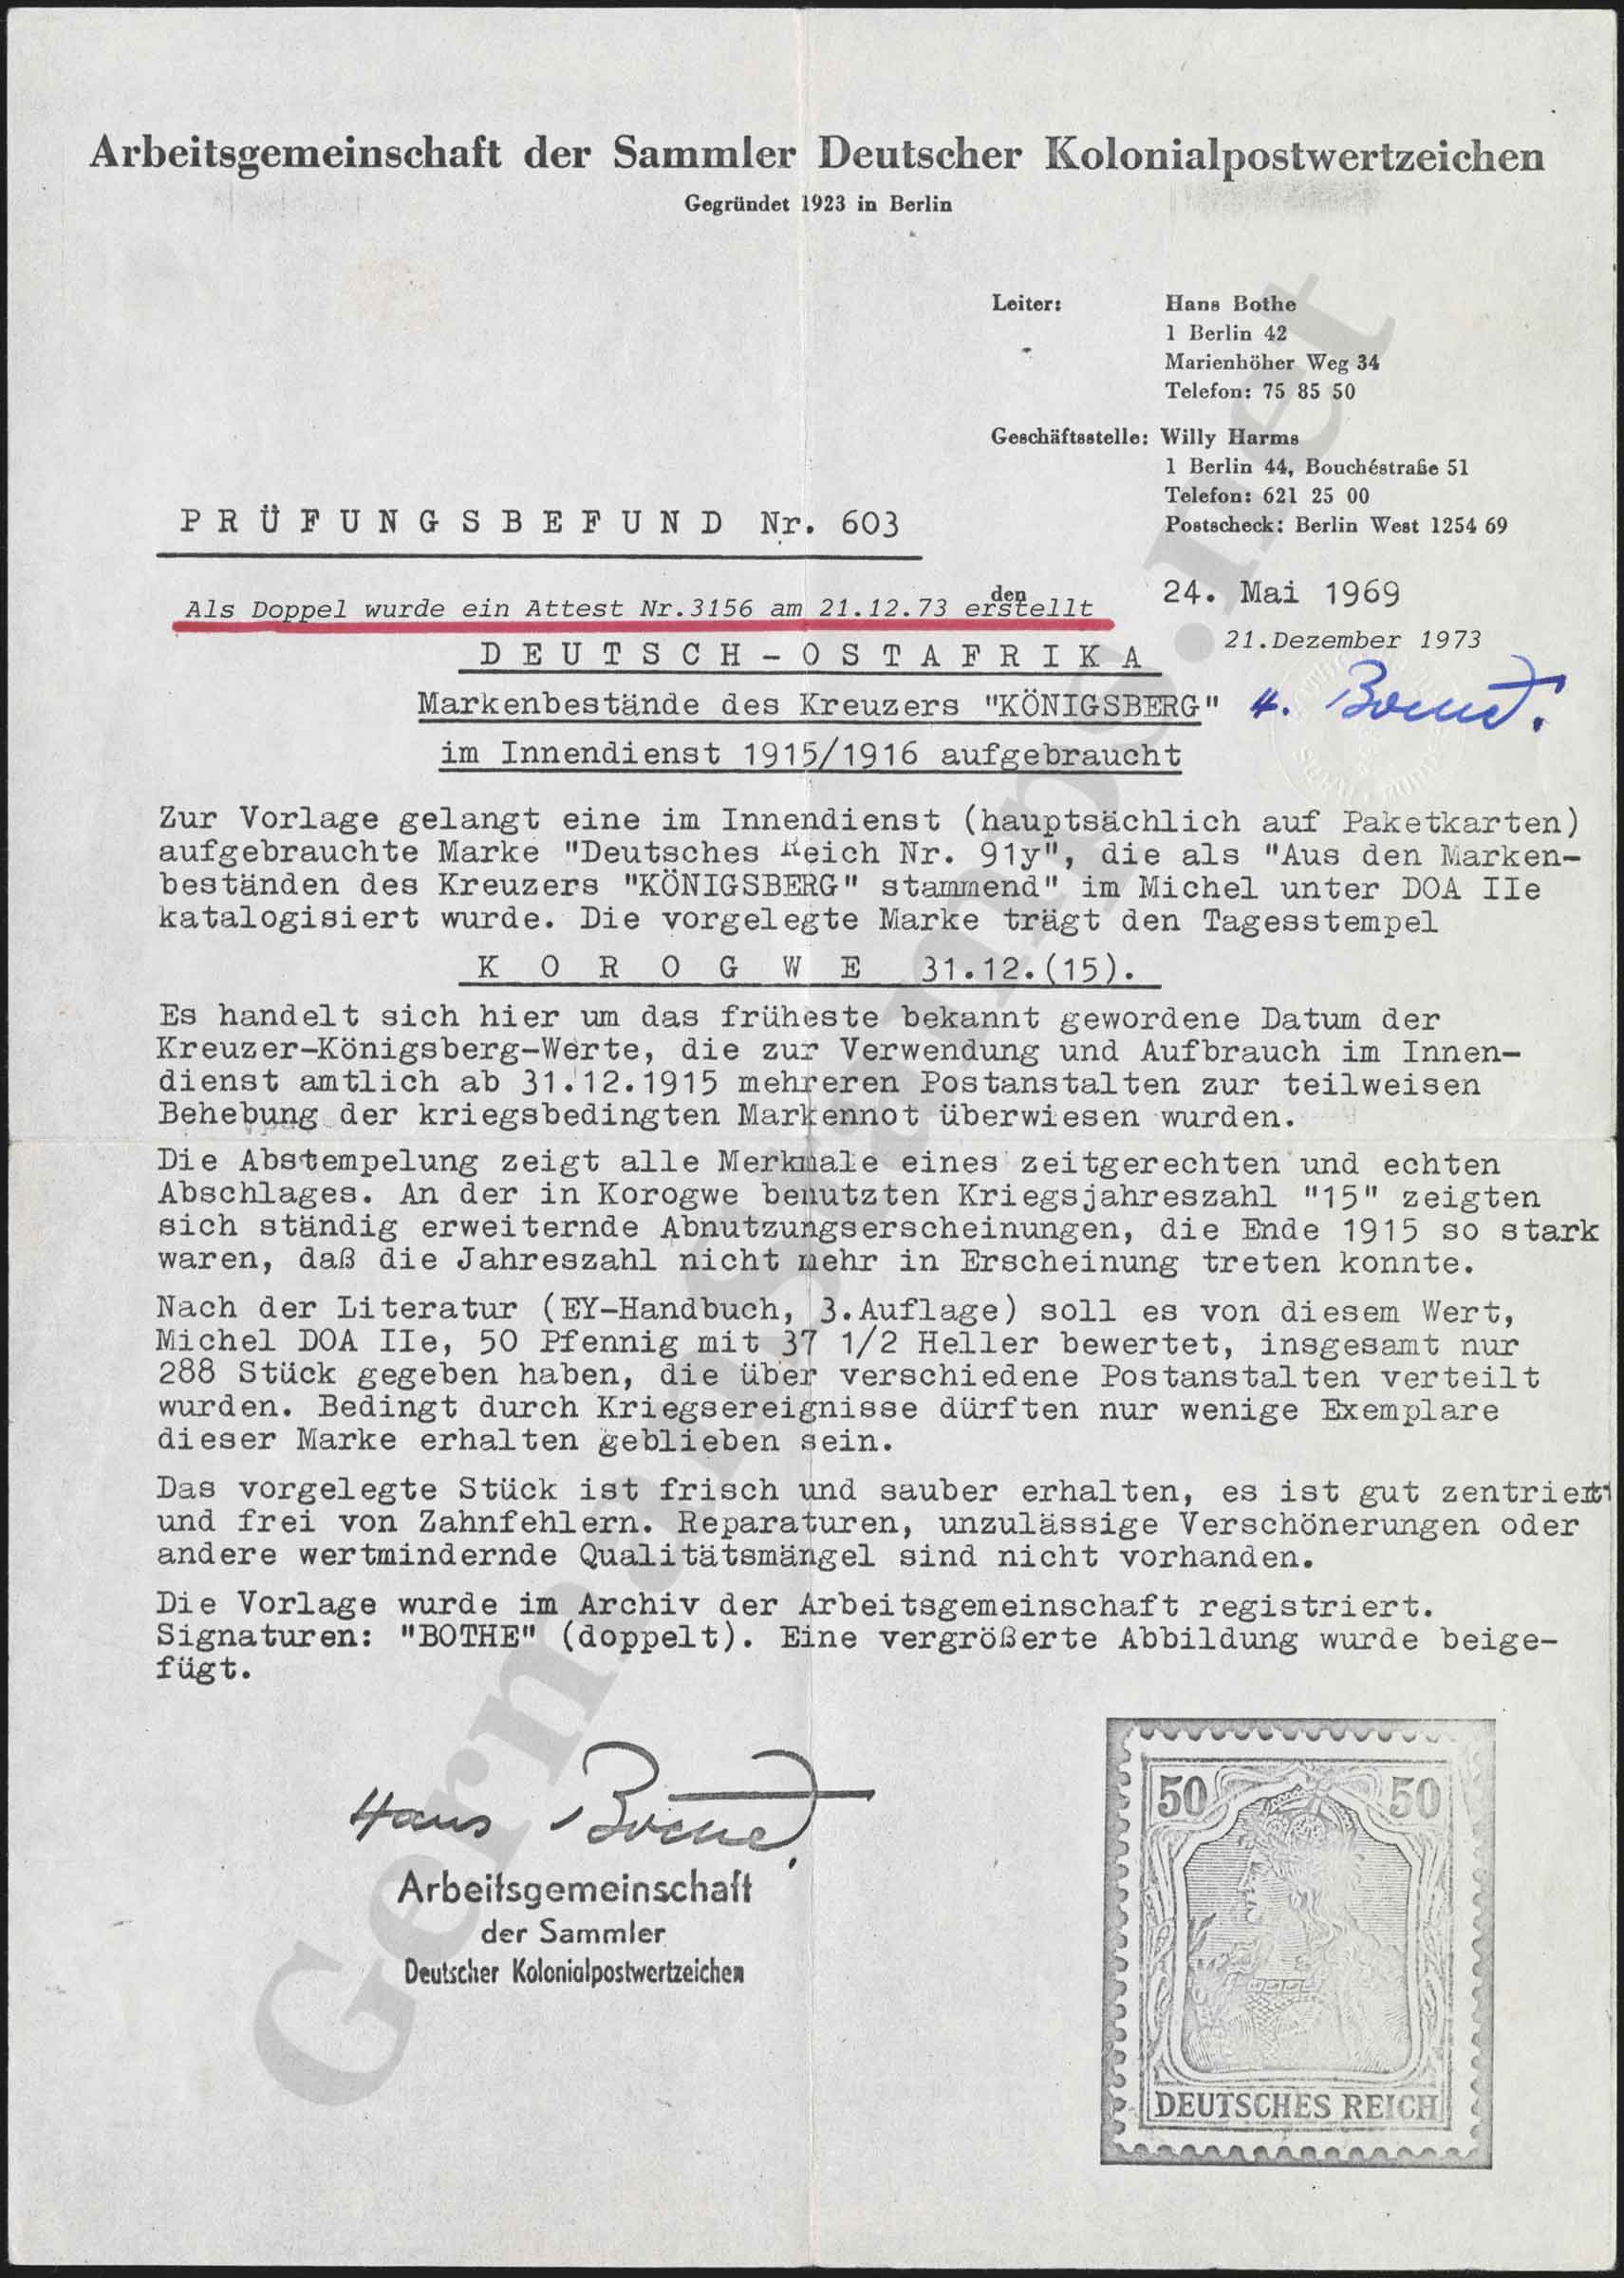 Arbeitsgemeinschaft der Sammler Deutscher Kolonialpostwertzeichen
Gegründet 1923 in Berlin
Leiter: Hans Bothe
1 Berlin 42
Marienhöher Weg 34
Telefon: 75 85 50
Geschäftsstelle: Willy Harms
1 Berlin 44, Bouchéstraße 51
Telefon: 621 25 00
Postscheck: Berlin West 1254 69
PRÜFUNGSBEFUND Nr. 603
den 24. Mai 1969
Als Doppel wurde ein Attest Nr.3156 am 21.12.73 erstellt
21.Dezember 1973
DEUTSCH-OSTAFRIKA
Markenbestände des Kreuzers "KÖNIGSBERG"
H. Bothe.
im Innendienst 1915/1916 aufgebraucht
Zur Vorlage gelangt eine im Innendienst (hauptsächlich auf Paketkarten)
aufgebrauchte Marke "Deutsches Reich Nr. 91y", die als "Aus den Marken-
beständen des Kreuzers "KÖNIGSBERG" stammend" im Michel unter DOA IIe
katalogisiert wurde. Die vorgelegte Marke trägt den Tagesstempel
KOROGWE 31.12.(15).
Es handelt sich hier um das früheste bekannt gewordene Datum der
Kreuzer-Königsberg-Werte, die zur Verwendung und Aufbrauch im Innen-
dienst amtlich ab 31.12.1915 mehreren Postanstalten zur teilweisen
Behebung der kriegsbedingten Markennot überwiesen wurden.
Die Abstempelung zeigt alle Merkmale eines zeitgerechten und echten
Abschlages. An der in Korogwe benutzten Kriegsjahreszahl "15" zeigten
sich ständig erweiternde Abnutzungserscheinungen, die Ende 1915 so stark
waren, daß die Jahreszahl nicht mehr in Erscheinung treten konnte.
Nach der Literatur (EY-Handbuch, 3.Auflage) soll es von diesem Wert,
Michel DOA IIe, 50 Pfennig mit 37 1/2 Heller bewertet, insgesamt nur
288 Stück gegeben haben, die über verschiedene Postanstalten verteilt
wurden. Bedingt durch Kriegsereignisse dürften nur wenige Exemplare
dieser Marke erhalten geblieben sein.
Das vorgelegte Stück ist frisch und sauber erhalten, es ist gut zentriert
und frei von Zahnfehlern. Reparaturen, unzulässige Verschönerungen oder
andere wertmindernde Qualitätsmängel sind nicht vorhanden.
Die Vorlage wurde im Archiv der Arbeitsgemeinschaft registriert.
Signaturen: "BOTHE" (doppelt). Eine vergrößerte Abbildung wurde beige-
fügt.
Hans Bothe.
Arbeitsgemeinschaft
der Sammler
Deutscher Kolonialpostwertzeichen
50 50
DEUTSCHES REICH
GermanStamps.net